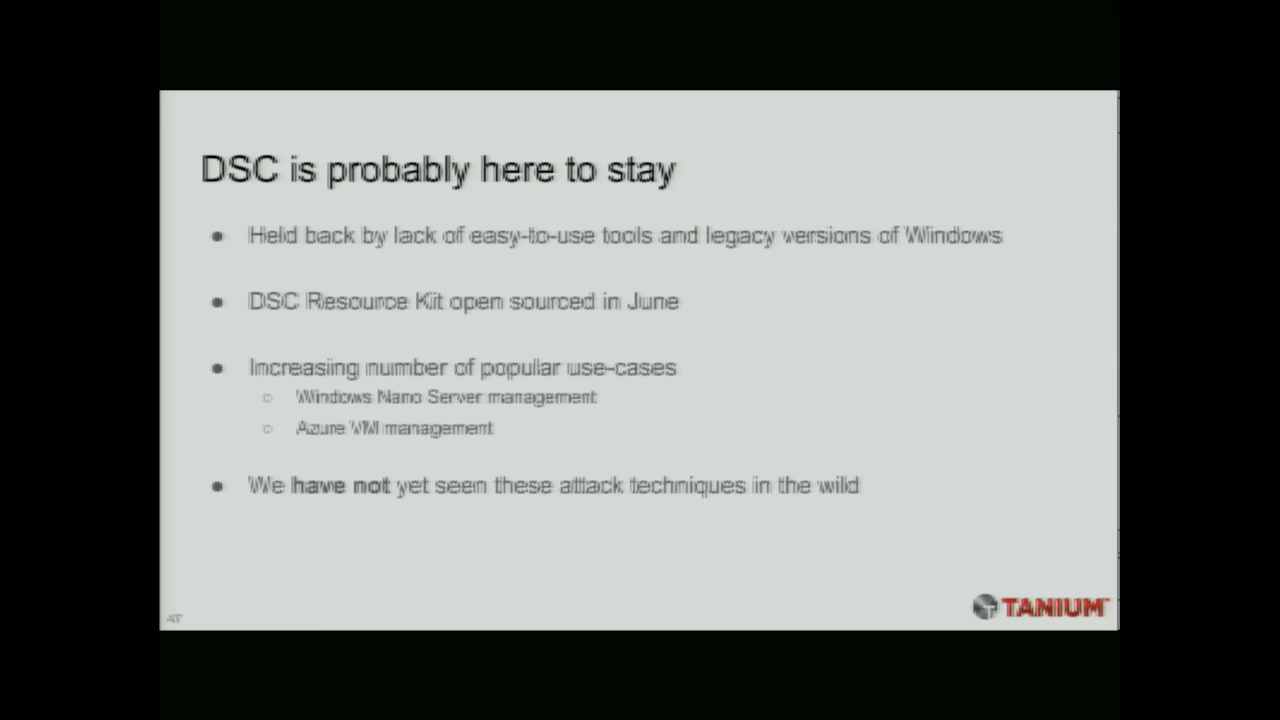 DSC is probably here to stay
● Held back by lack of easy-to-use tools and legacy versions of Windows
● DSC Resource Kit open sourced in June
● Increasing number of popular use-cases
○ Windows Nano Server management
○ Azure VM management
● We have not yet seen these attack techniques in the wild
TANIUM